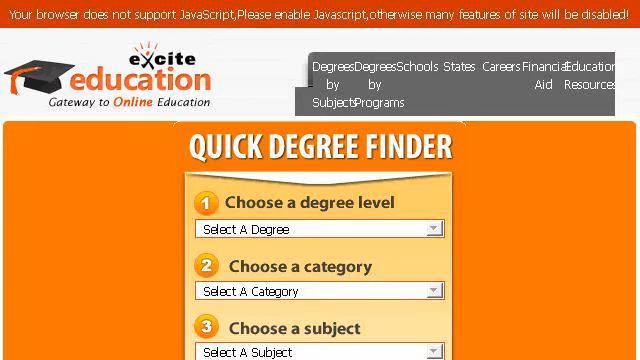 Your browser does not support JavaScript,Please enable Javascript,otherwise many features of site will be disabled!
excite
education
Gateway to Online Education
Degrees by Subjects
Degrees by Programs
Schools
States
Careers
Financial Aid
Education Resources
QUICK DEGREE FINDER
1 Choose a degree level
Select A Degree
2 Choose a category
Select A Category
3 Choose a subject
Select A Subject